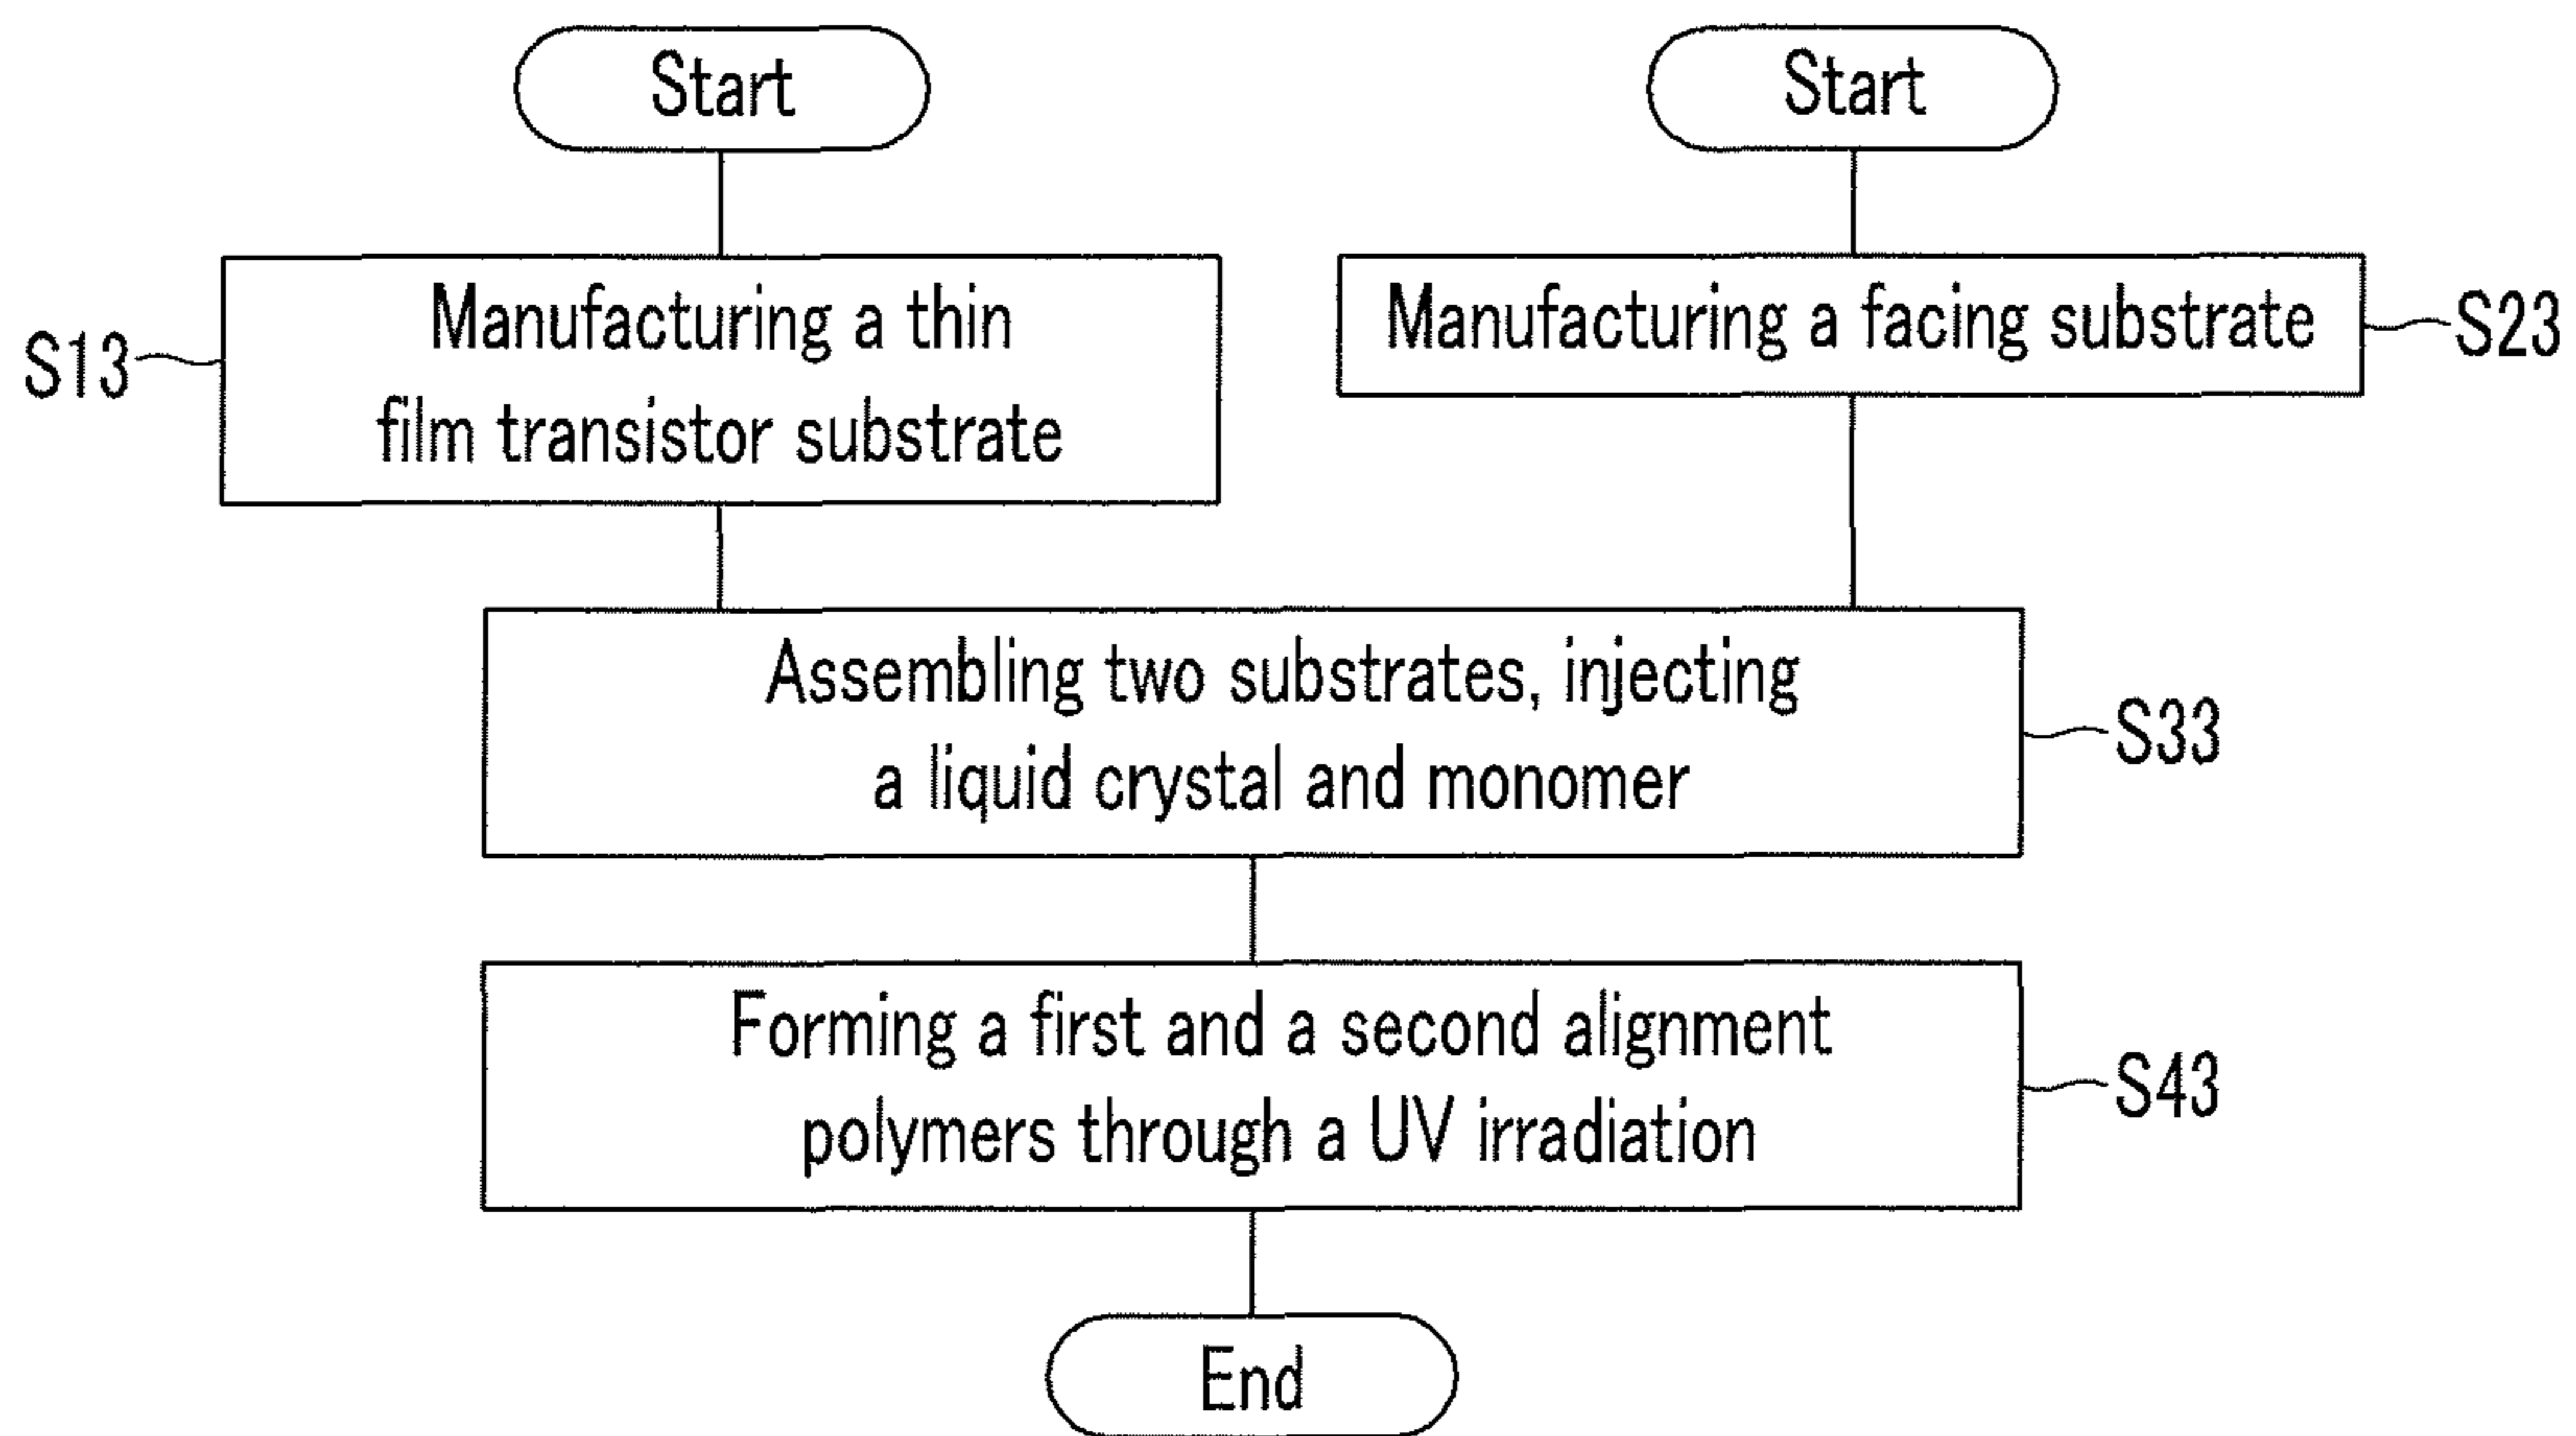 Start
Start
S13
Manufacturing a thin
film transistor substrate
Manufacturing a facing substrate
S23
Assembling two substrates, injecting
a liquid crystal and monomer
S33
Forming a first and a second alignment
polymers through a UV irradiation
S43
End